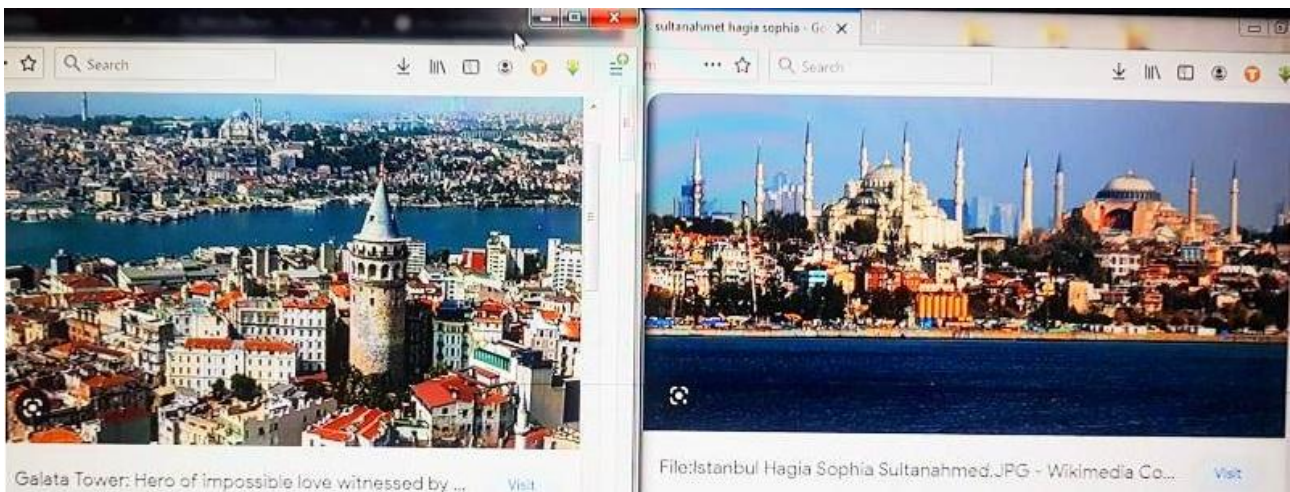 Search
Galata Tower: Hero of impossible love witnessed by ...
Visit
sultanahmet hagia sophia - Go
Search
File:Istanbul Hagia Sophia Sultanahmed.JPG - Wikimedia Co...
Visit